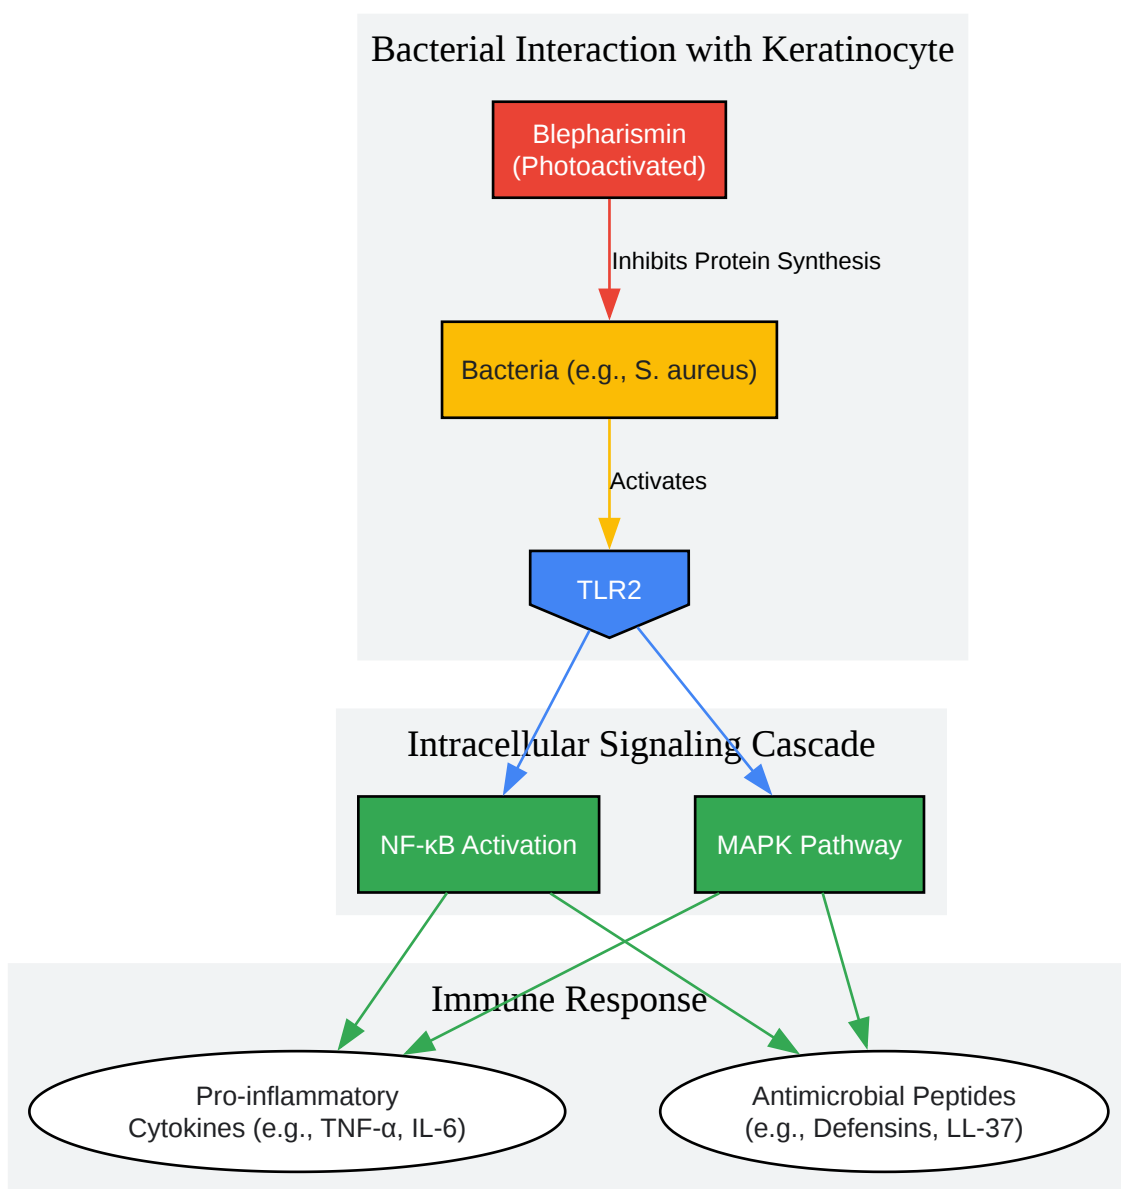 Bacterial Interaction with Keratinocyte
Blepharismin
(Photoactivated)
Inhibits Protein Synthesis
Bacteria (e.g., S. aureus)
Activates
TLR2
Intracellular Signaling Cascade
NF-κB Activation
MAPK Pathway
Immune Response
Pro-inflammatory
Cytokines (e.g., TNF-α, IL-6)
Antimicrobial Peptides
(e.g., Defensins, LL-37)